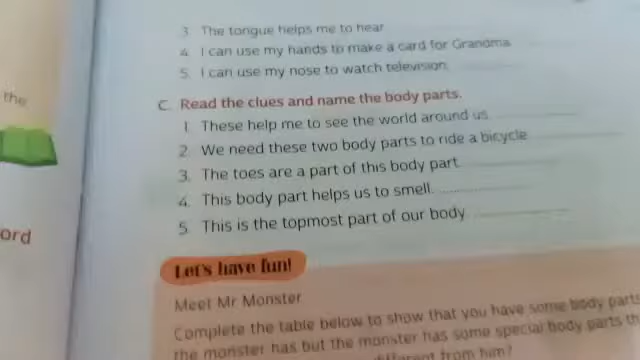 3. The tongue helps me to hear.
4. I can use my hands to make a card for Grandma.
5. I can use my nose to watch television.
the
C. Read the clues and name the body parts.
1. These help me to see the world around us.
2. We need these two body parts to ride a bicycle.
3. The toes are a part of this body part.
4. This body part helps us to smell.
5. This is the topmost part of our body.
ord
Let's have fun!
Meet Mr Monster.
Complete the table below to show that you have some body parts
the monster has but the monster has some special body parts
different from him?